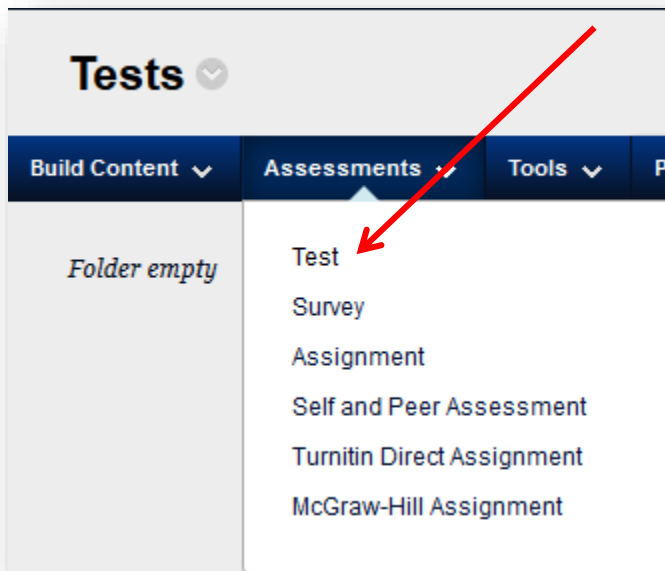 Tests
Build Content Assessments Tools P
Folder empty
Test
Survey
Assignment
Self and Peer Assessment
Turnitin Direct Assignment
McGraw-Hill Assignment